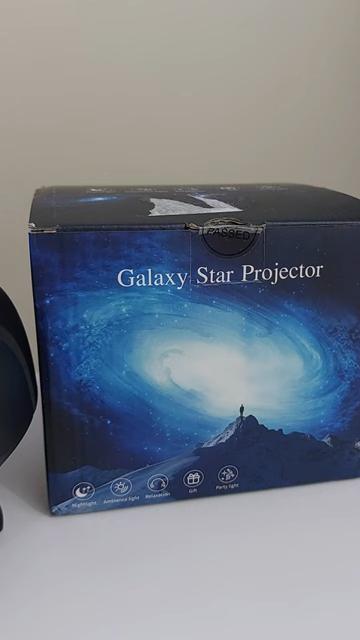 PASSED
Galaxy Star Projector
Nightlight
Ambience light
Relaxation
Gift
Party light